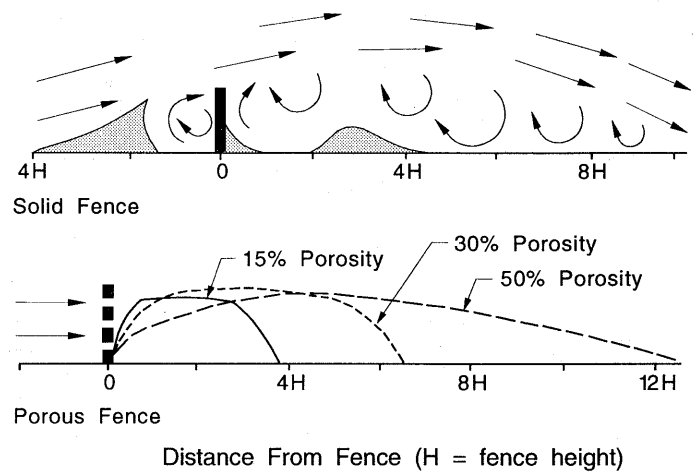 4H 0 4H 8H
Solid Fence
15% Porosity
30% Porosity
50% Porosity
0 4H 8H 12H
Porous Fence
Distance From Fence (H = fence height)